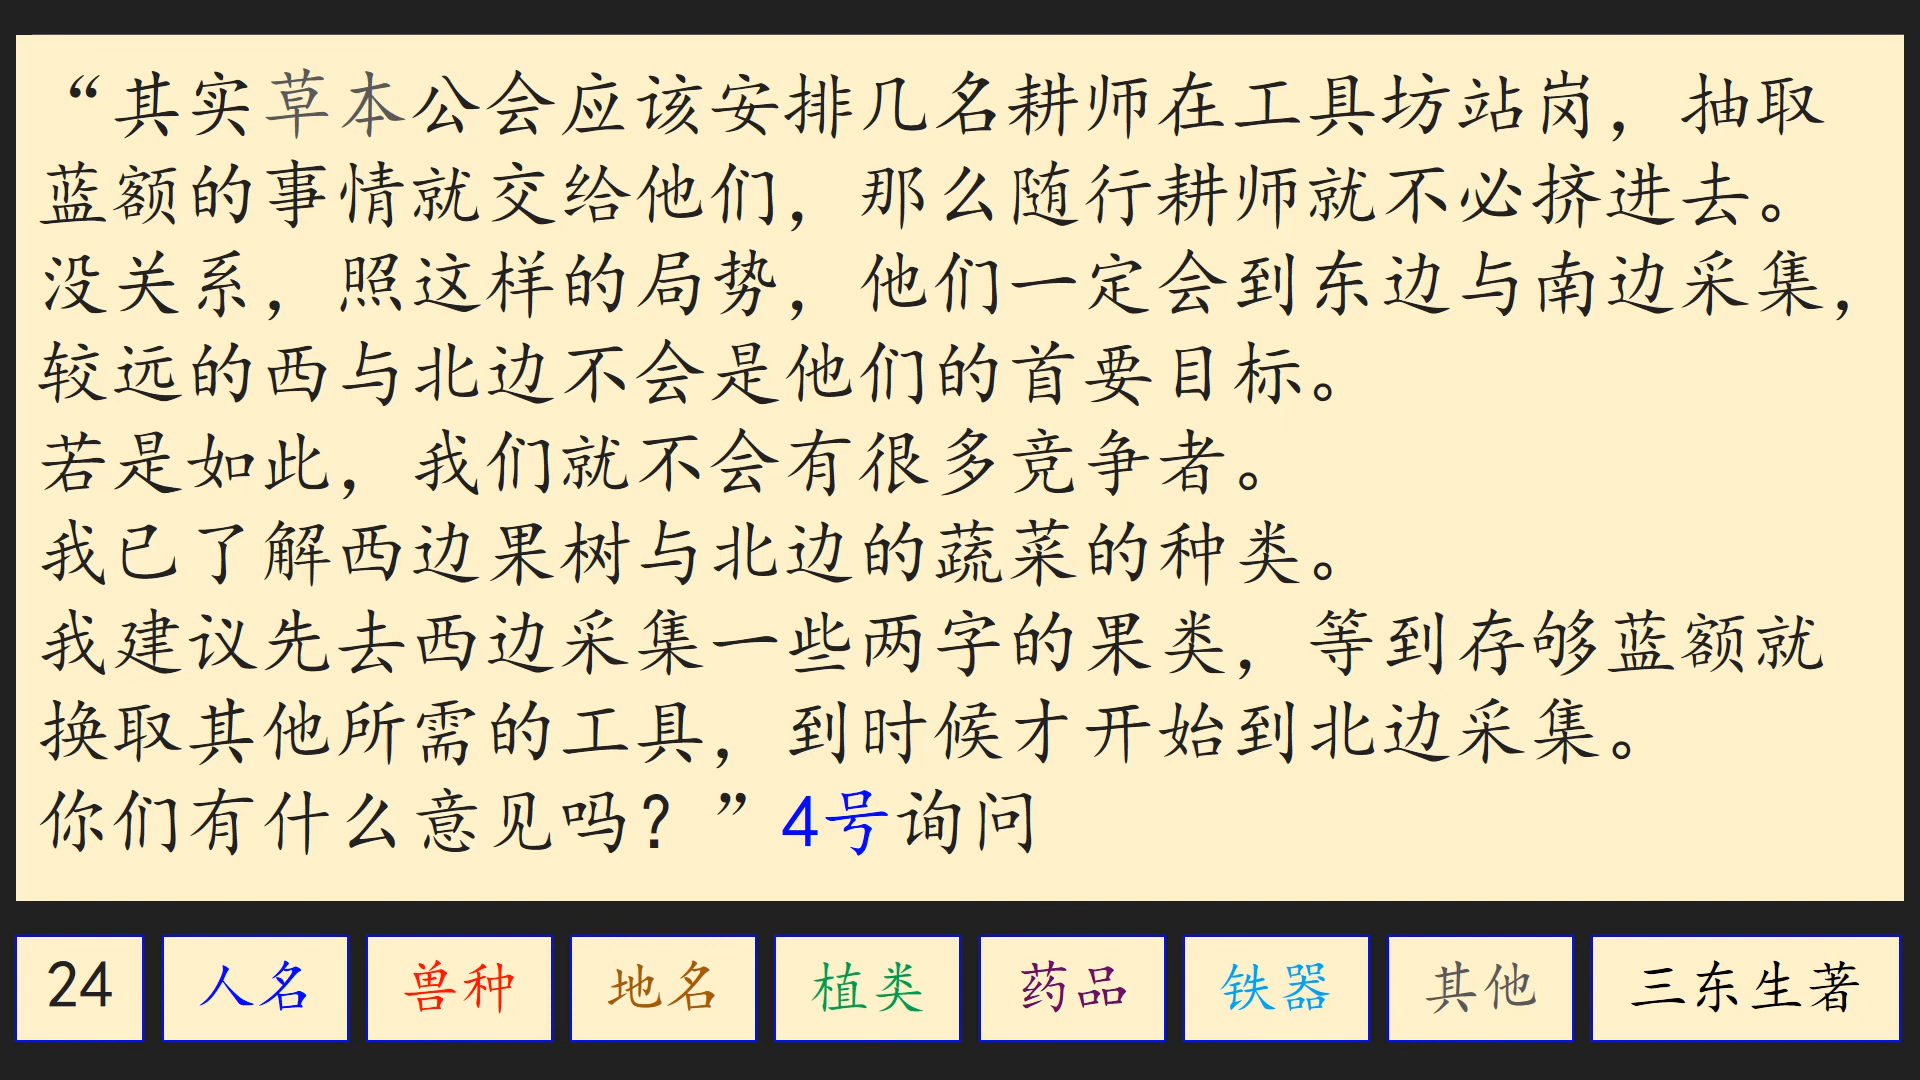 “其实草本公会应该安排几名耕师在工具坊站岗，抽取
蓝额的事情就交给他们，那么随行耕师就不必挤进去。
没关系，照这样的局势，他们一定会到东边与南边采集，
较远的西与北边不会是他们的首要目标。
若是如此，我们就不会有很多竞争者。
我已了解西边果树与北边的蔬菜的种类。
我建议先去西边采集一些两字的果类，等到存够蓝额就
换取其他所需的工具，到时候才开始到北边采集。
你们有什么意见吗？”4号询问
24 人名 兽种 地名 植类 药品 铁器 其他 三东生著